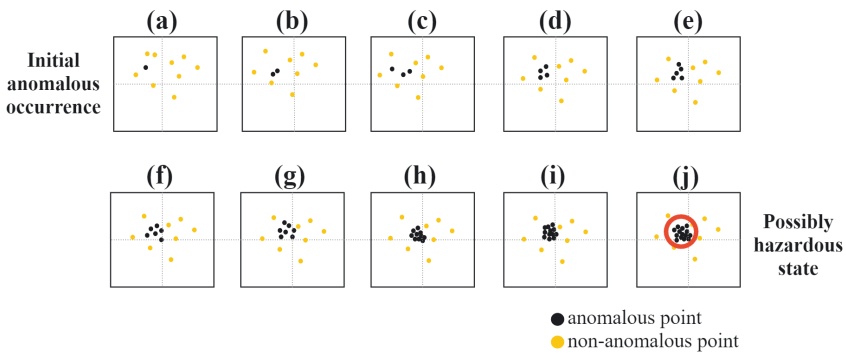 (a) (b) (c) (d) (e)
Initial
anomalous
occurrence
(f) (g) (h) (i) (j)
Possibly
hazardous
state
anomalous point
non-anomalous point